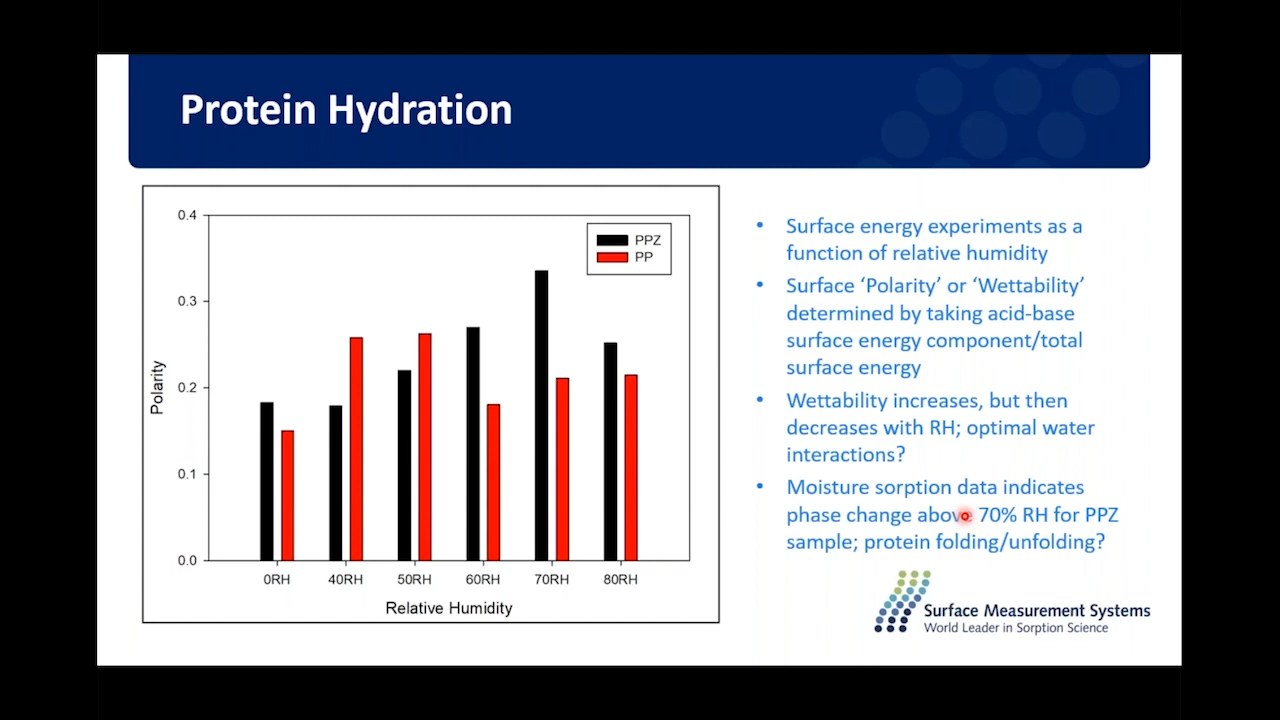 Protein Hydration
0.4
0.3
0.2
0.1
0.0
Polarity
PPZ
PP
0RH 40RH 50RH 60RH 70RH 80RH
Relative Humidity
• Surface energy experiments as a
function of relative humidity
• Surface ‘Polarity’ or ‘Wettability’
determined by taking acid-base
surface energy component/total
surface energy
• Wettability increases, but then
decreases with RH; optimal water
interactions?
• Moisture sorption data indicates
phase change above 70% RH for PPZ
sample; protein folding/unfolding?
Surface Measurement Systems
World Leader in Sorption Science